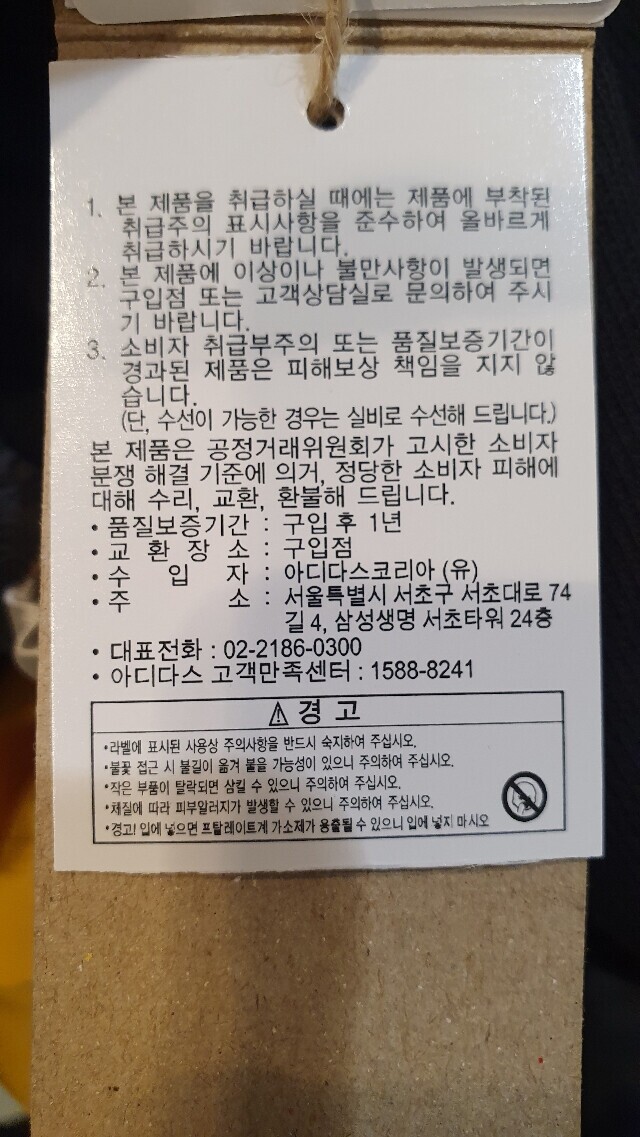 1. 본 제품을 취급하실 때에는 제품에 부착된
취급주의 표시사항을 준수하여 올바르게
취급하시기 바랍니다.
2. 본 제품에 이상이나 불만사항이 발생되면
구입점 또는 고객상담실로 문의하여 주시
기 바랍니다.
3. 소비자 취급부주의 또는 품질보증기간이
경과된 제품은 피해보상 책임을 지지 않
습니다.
(단, 수선이 가능한 경우는 실비로 수선해 드립니다.)
본 제품은 공정거래위원회가 고시한 소비자
분쟁 해결 기준에 의거, 정당한 소비자 피해에
대해 수리, 교환, 환불해 드립니다.
• 품질보증기간 : 구입 후 1년
• 교 환 장 소 : 구입점
• 수 입 자 : 아디다스코리아 (유)
• 주 소 : 서울특별시 서초구 서초대로 74
길 4, 삼성생명 서초타워 24층
• 대표전화 : 02-2186-0300
• 아디다스 고객만족센터 : 1588-8241
⚠ 경 고
•라벨에 표시된 사용상 주의사항을 반드시 숙지하여 주십시오.
•불꽃 접근 시 불길이 옮겨 붙을 가능성이 있으니 주의하여 주십시오.
•작은 부품이 탈락되면 삼킬 수 있으니 주의하여 주십시오.
•재질에 따라 피부알러지가 발생할 수 있으니 주의하여 주십시오.
•경고! 입에 넣으면 프탈레이트계 가소제가 용출될 수 있으니 입에 넣지 마시오